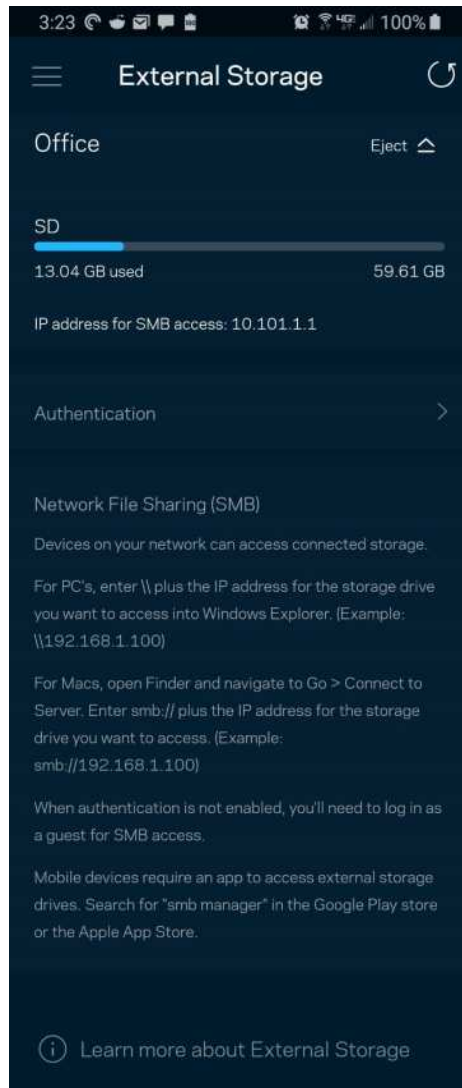 3:23 4GE 100%
External Storage
Office Eject
SD
13.04 GB used 59.61 GB
IP address for SMB access: 10.101.1.1
Authentication
Network File Sharing (SMB)
Devices on your network can access connected storage.
For PC's, enter \\ plus the IP address for the storage drive
you want to access into Windows Explorer. (Example:
\\192.168.1.100)
For Macs, open Finder and navigate to Go > Connect to
Server. Enter smb:// plus the IP address for the storage
drive you want to access. (Example:
smb://192.168.1.100)
When authentication is not enabled, you'll need to log in as
a guest for SMB access.
Mobile devices require an app to access external storage
drives. Search for "smb manager" in the Google Play store
or the Apple App Store.
Learn more about External Storage